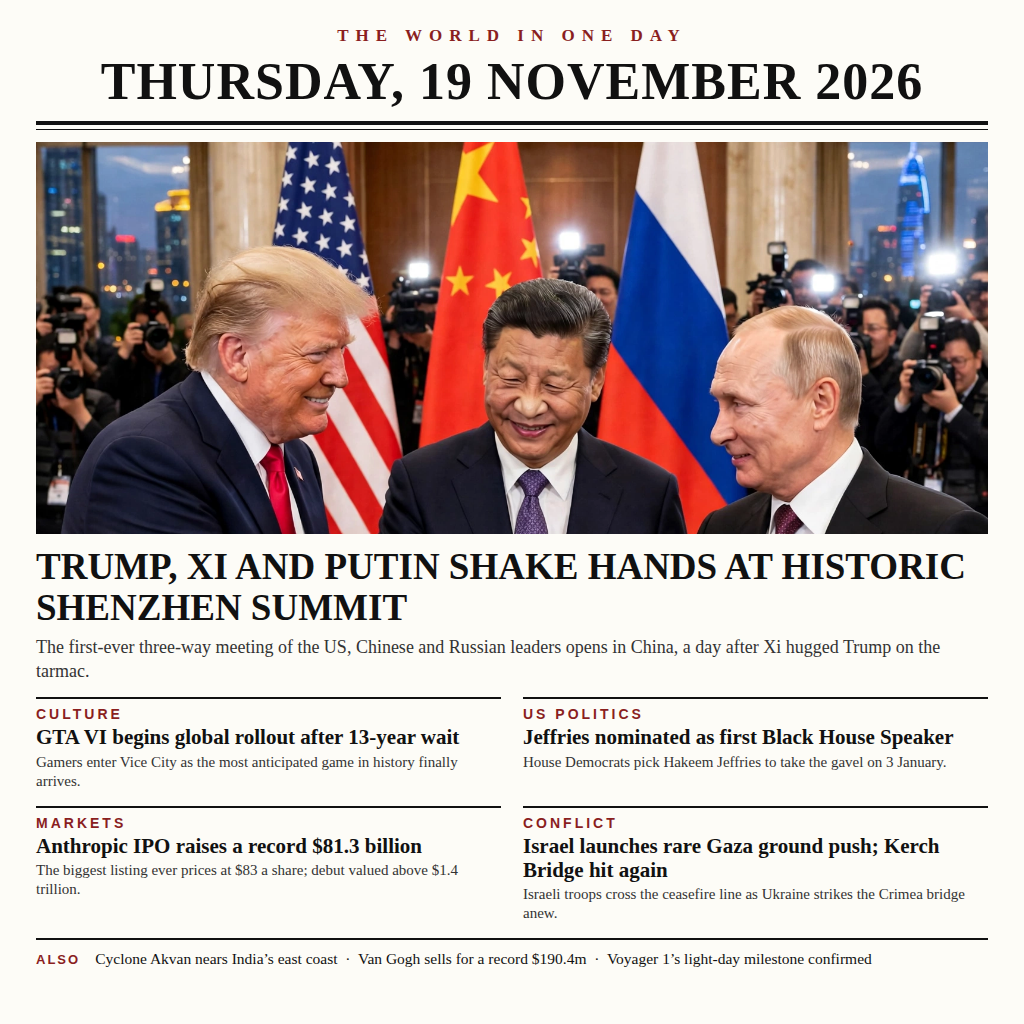 THE WORLD IN ONE DAY
THURSDAY, 19 NOVEMBER 2026
TRUMP, XI AND PUTIN SHAKE HANDS AT HISTORIC
SHENZHEN SUMMIT
The first-ever three-way meeting of the US, Chinese and Russian leaders opens in China, a day after Xi hugged Trump on the
tarmac.
CULTURE
GTA VI begins global rollout after 13-year wait
Gamers enter Vice City as the most anticipated game in history finally
arrives.
US POLITICS
Jeffries nominated as first Black House Speaker
House Democrats pick Hakeem Jeffries to take the gavel on 3 January.
MARKETS
Anthropic IPO raises a record $81.3 billion
The biggest listing ever prices at $83 a share; debut valued above $1.4
trillion.
CONFLICT
Israel launches rare Gaza ground push; Kerch
Bridge hit again
Israeli troops cross the ceasefire line as Ukraine strikes the Crimea bridge
anew.
ALSO Cyclone Akvan nears India’s east coast · Van Gogh sells for a record $190.4m · Voyager 1’s light-day milestone confirmed